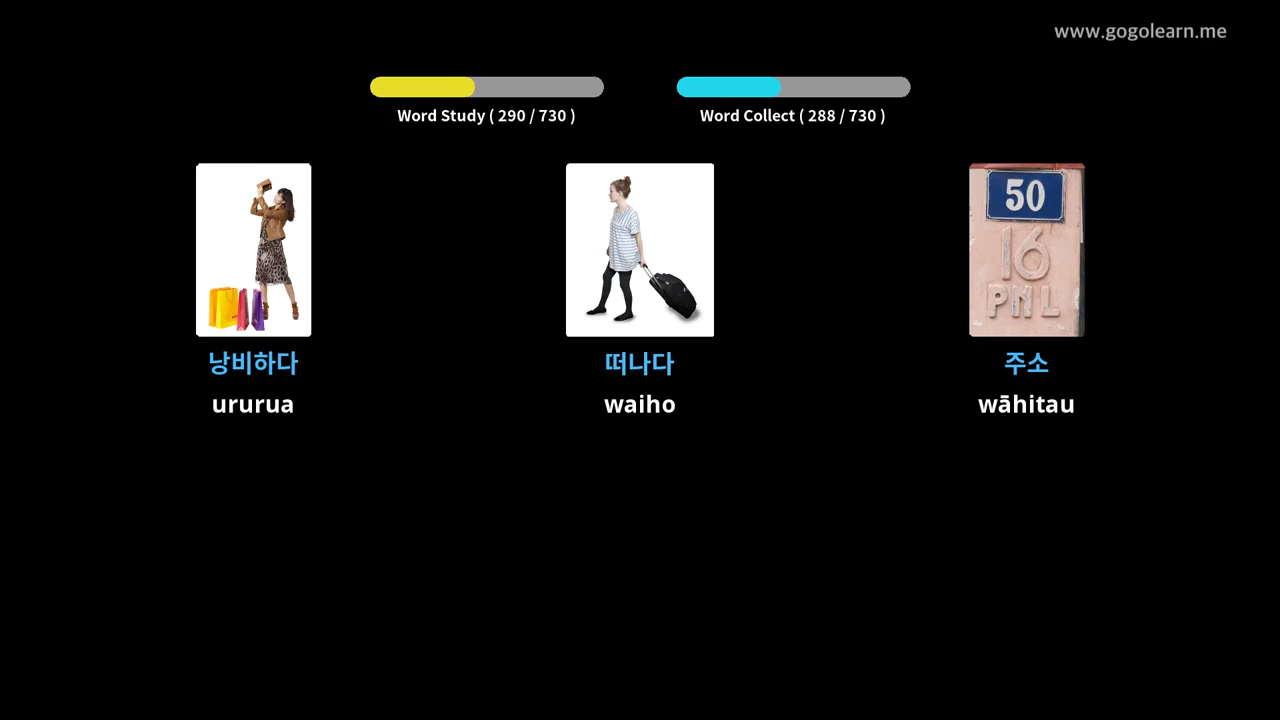 www.gogolearn.me
Word Study ( 290 / 730 )
Word Collect ( 288 / 730 )
50
16
PNL
낭비하다
떠나다
주소
ururua
waiho
wāhitau